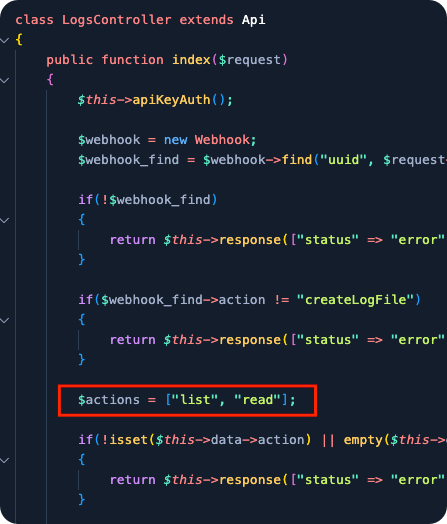 class LogsController extends Api
{
public function index($request)
{
$this->apiKeyAuth();
$webhook = new Webhook;
$webhook_find = $webhook->find("uuid", $request-
if(!$webhook_find)
{
return $this->response(["status" => "error"
}
if($webhook_find->action != "createLogFile")
{
return $this->response(["status" => "error"
}
$actions = ["list", "read"];
if(!isset($this->data->action) || empty($this->
{
return $this->response(["status" => "error"
}